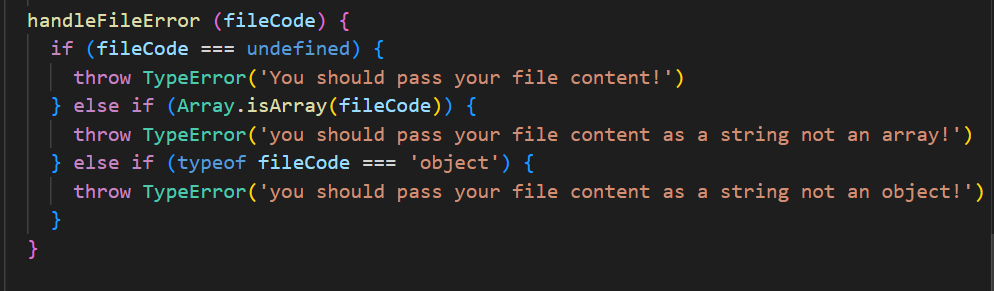 handleFileError (fileCode) {
  if (fileCode === undefined) {
    throw TypeError('You should pass your file content!')
  } else if (Array.isArray(fileCode)) {
    throw TypeError('you should pass your file content as a string not an array!')
  } else if (typeof fileCode === 'object') {
    throw TypeError('you should pass your file content as a string not an object!')
  }
}